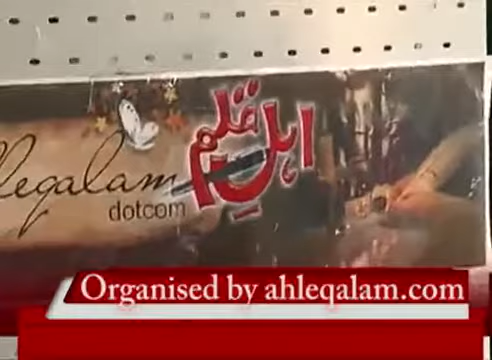 اہل قلم
leqalam
dotcom
Organised by ahleqalam.com